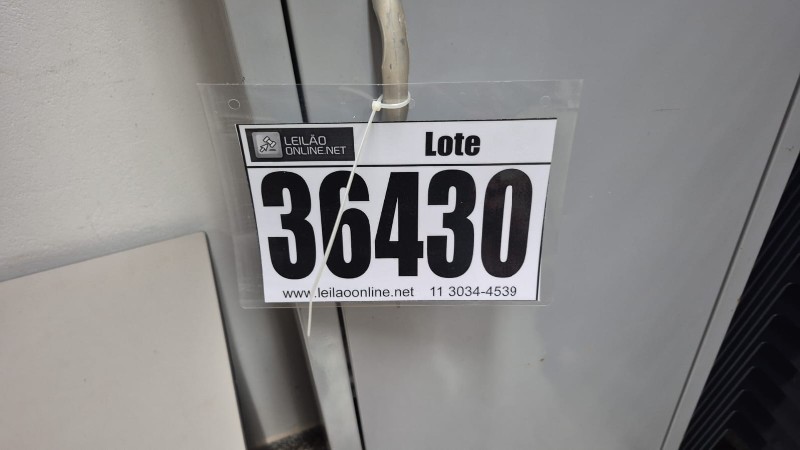 LEILÃO
ONLINE.NET
Lote
36430
www.leilaoonline.net 11 3034-4539